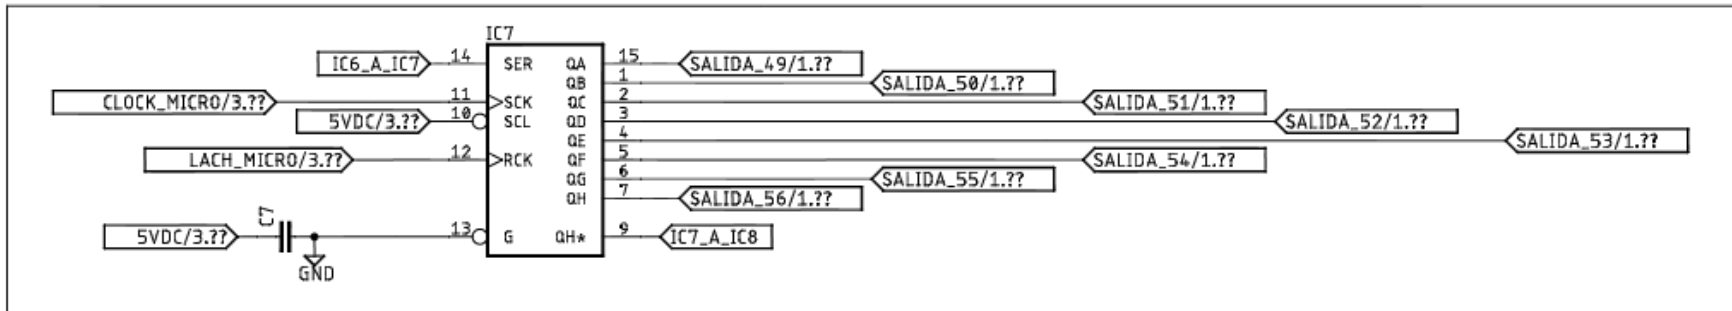 IC7
IC6_A_IC7 14 SER QA 15 SALIDA_49/1.??
QB 1 SALIDA_50/1.??
CLOCK_MICRO/3.?? 11 SCK QC 2 SALIDA_51/1.??
5VDC/3.?? 10 SCL QD 3 SALIDA_52/1.??
QE 4 SALIDA_53/1.??
LACH_MICRO/3.?? 12 RCK QF 5 SALIDA_54/1.??
QG 6 SALIDA_55/1.??
QH 7 SALIDA_56/1.??
C7
5VDC/3.?? 13 G QH* 9 IC7_A_IC8
GND